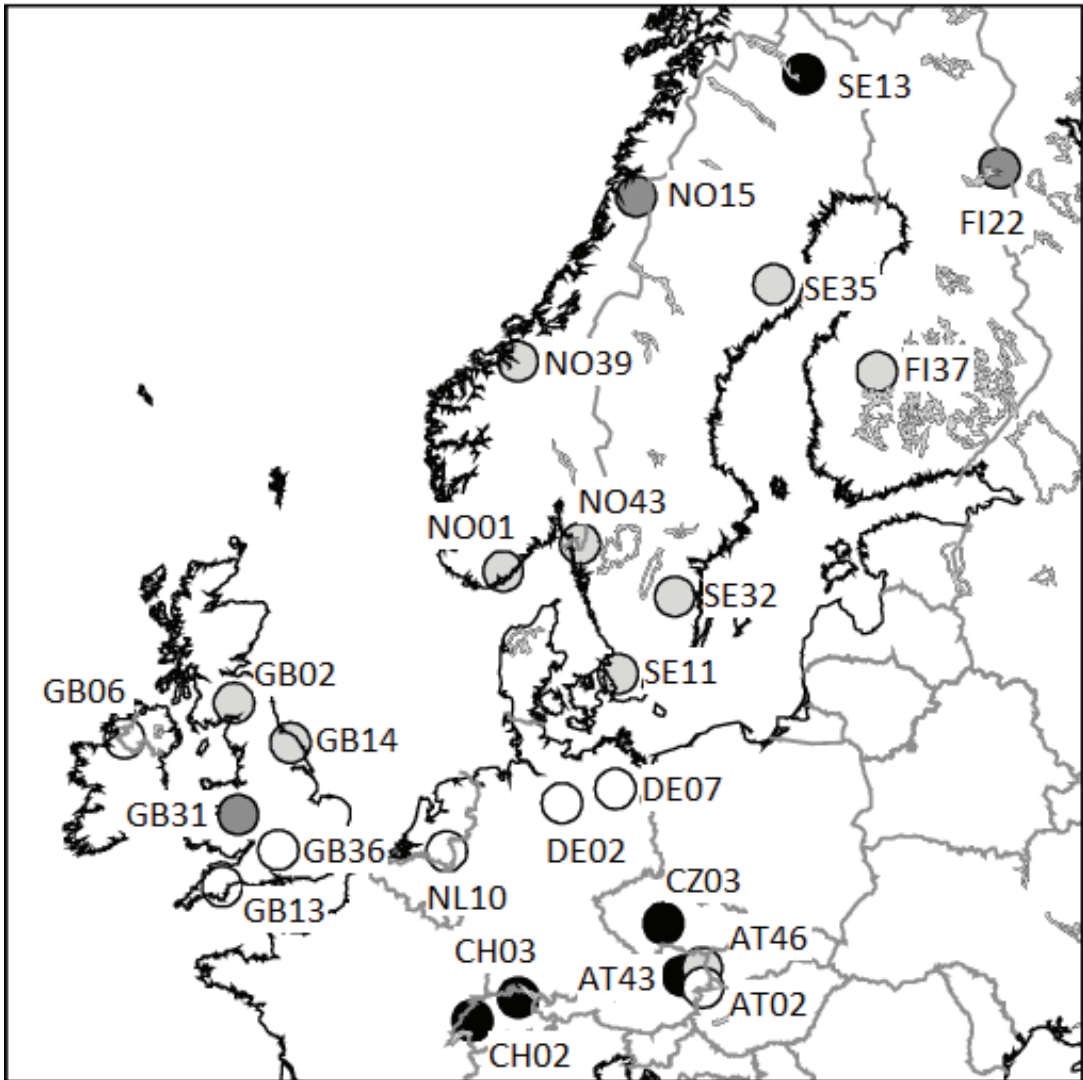 SE13
NO15
FI22
SE35
NO39
FI37
NO01
NO43
SE32
GB06
GB02
SE11
GB14
GB31
DE07
GB36
DE02
NL10
CZ03
GB13
CH03
AT46
AT43
AT02
CH02